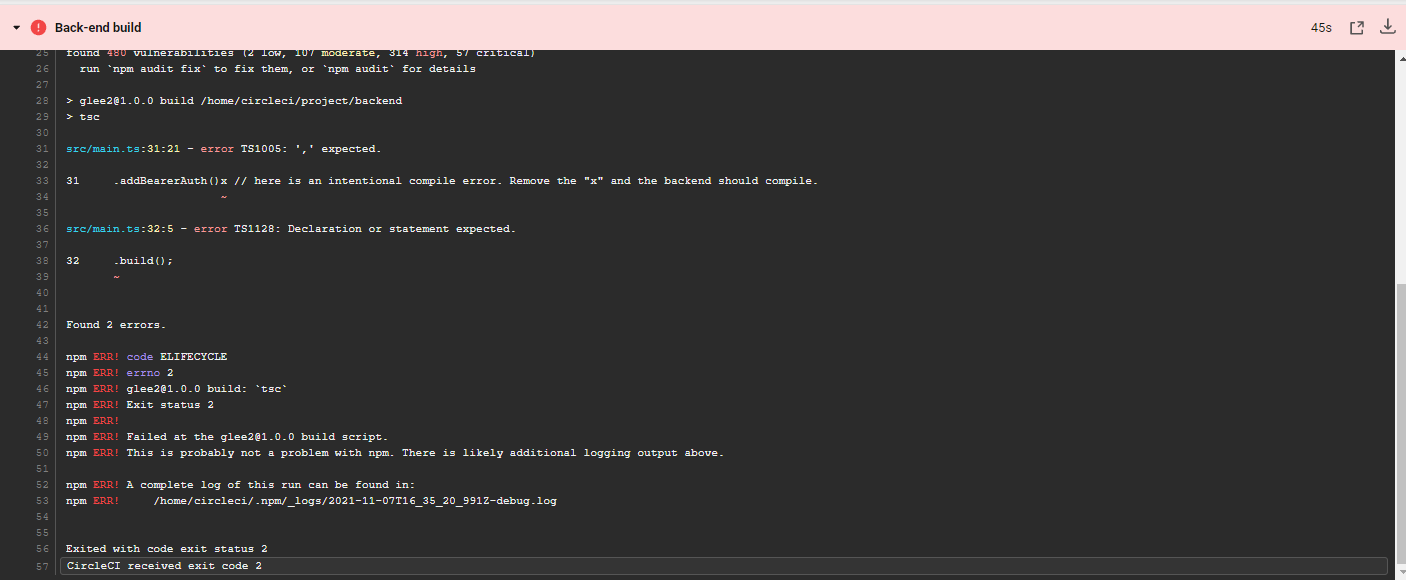 Back-end build
45s
25 found 480 vulnerabilities (2 low, 107 moderate, 314 high, 57 critical)
26   run `npm audit fix` to fix them, or `npm audit` for details
27
28 > glee2@1.0.0 build /home/circleci/project/backend
29 > tsc
30
31 src/main.ts:31:21 - error TS1005: ',' expected.
32
33 31     .addBearerAuth()x // here is an intentional compile error. Remove the "x" and the backend should compile.
34                        ~
35
36 src/main.ts:32:5 - error TS1128: Declaration or statement expected.
37
38 32     .build();
39        ~
40
41
42 Found 2 errors.
43
44 npm ERR! code ELIFECYCLE
45 npm ERR! errno 2
46 npm ERR! glee2@1.0.0 build: `tsc`
47 npm ERR! Exit status 2
48 npm ERR!
49 npm ERR! Failed at the glee2@1.0.0 build script.
50 npm ERR! This is probably not a problem with npm. There is likely additional logging output above.
51
52 npm ERR! A complete log of this run can be found in:
53 npm ERR!     /home/circleci/.npm/_logs/2021-11-07T16_35_20_991Z-debug.log
54
55
56 Exited with code exit status 2
57 CircleCI received exit code 2